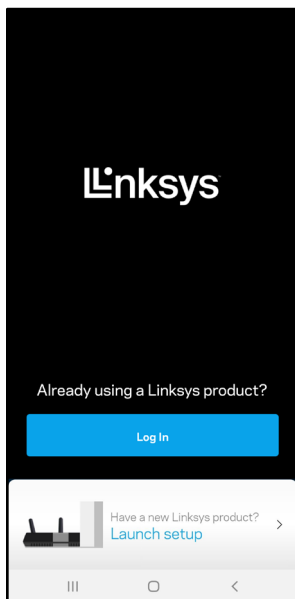 Linksys
Already using a Linksys product?
Log In
Have a new Linksys product?
Launch setup